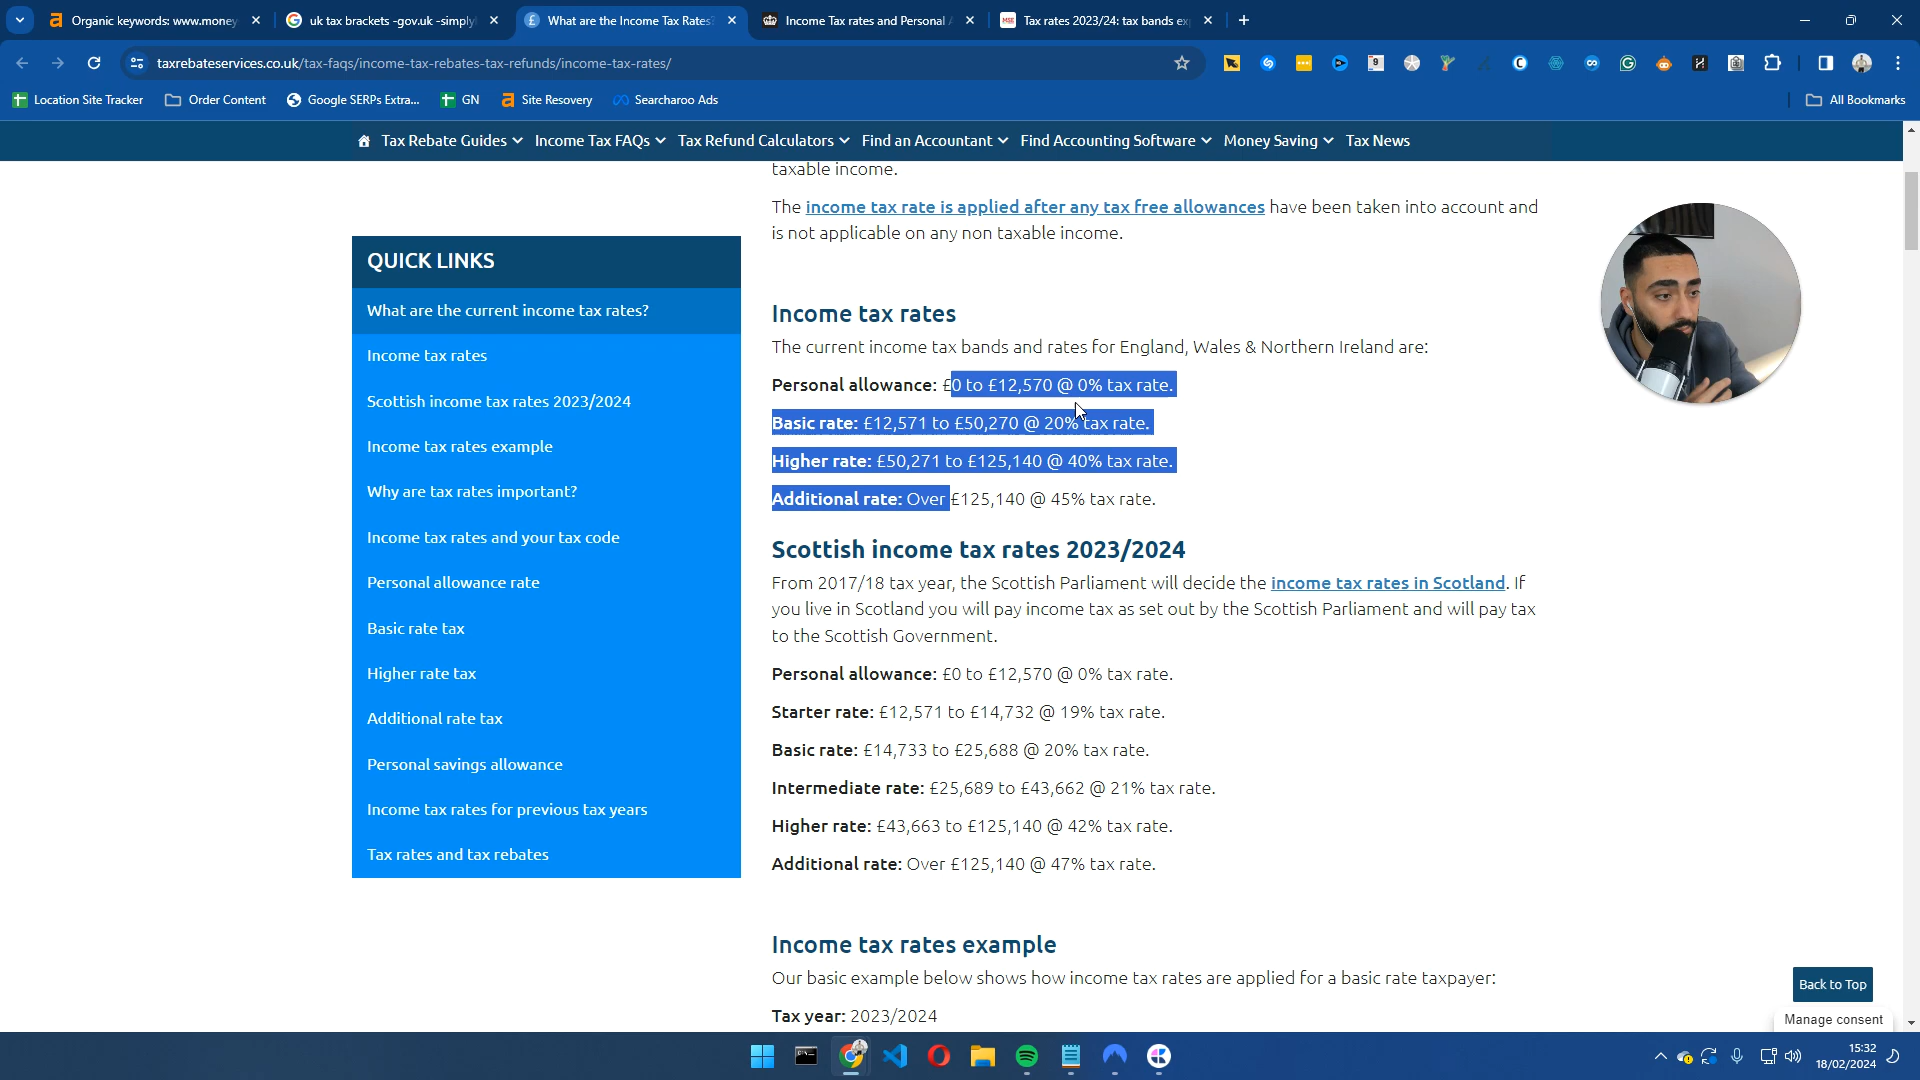 Organic keywords: www.money
uk tax brackets -gov.uk -simply
What are the Income Tax Rates?
Income Tax rates and Personal
Tax rates 2023/24: tax bands ex
taxrebateservices.co.uk/tax-faqs/income-tax-rebates-tax-refunds/income-tax-rates/
Location Site Tracker
Order Content
Google SERPs Extra...
GN
Site Resovery
Searcharoo Ads
All Bookmarks
Tax Rebate Guides
Income Tax FAQs
Tax Refund Calculators
Find an Accountant
Find Accounting Software
Money Saving
Tax News
QUICK LINKS
What are the current income tax rates?
Income tax rates
Scottish income tax rates 2023/2024
Income tax rates example
Why are tax rates important?
Income tax rates and your tax code
Personal allowance rate
Basic rate tax
Higher rate tax
Additional rate tax
Personal savings allowance
Income tax rates for previous tax years
Tax rates and tax rebates
taxable income.
The income tax rate is applied after any tax free allowances have been taken into account and
is not applicable on any non taxable income.
Income tax rates
The current income tax bands and rates for England, Wales & Northern Ireland are:
Personal allowance: £0 to £12,570 @ 0% tax rate.
Basic rate: £12,571 to £50,270 @ 20% tax rate.
Higher rate: £50,271 to £125,140 @ 40% tax rate.
Additional rate: Over £125,140 @ 45% tax rate.
Scottish income tax rates 2023/2024
From 2017/18 tax year, the Scottish Parliament will decide the income tax rates in Scotland. If
you live in Scotland you will pay income tax as set out by the Scottish Parliament and will pay tax
to the Scottish Government.
Personal allowance: £0 to £12,570 @ 0% tax rate.
Starter rate: £12,571 to £14,732 @ 19% tax rate.
Basic rate: £14,733 to £25,688 @ 20% tax rate.
Intermediate rate: £25,689 to £43,662 @ 21% tax rate.
Higher rate: £43,663 to £125,140 @ 42% tax rate.
Additional rate: Over £125,140 @ 47% tax rate.
Income tax rates example
Our basic example below shows how income tax rates are applied for a basic rate taxpayer:
Tax year: 2023/2024
Back to Top
Manage consent
15:32
18/02/2024